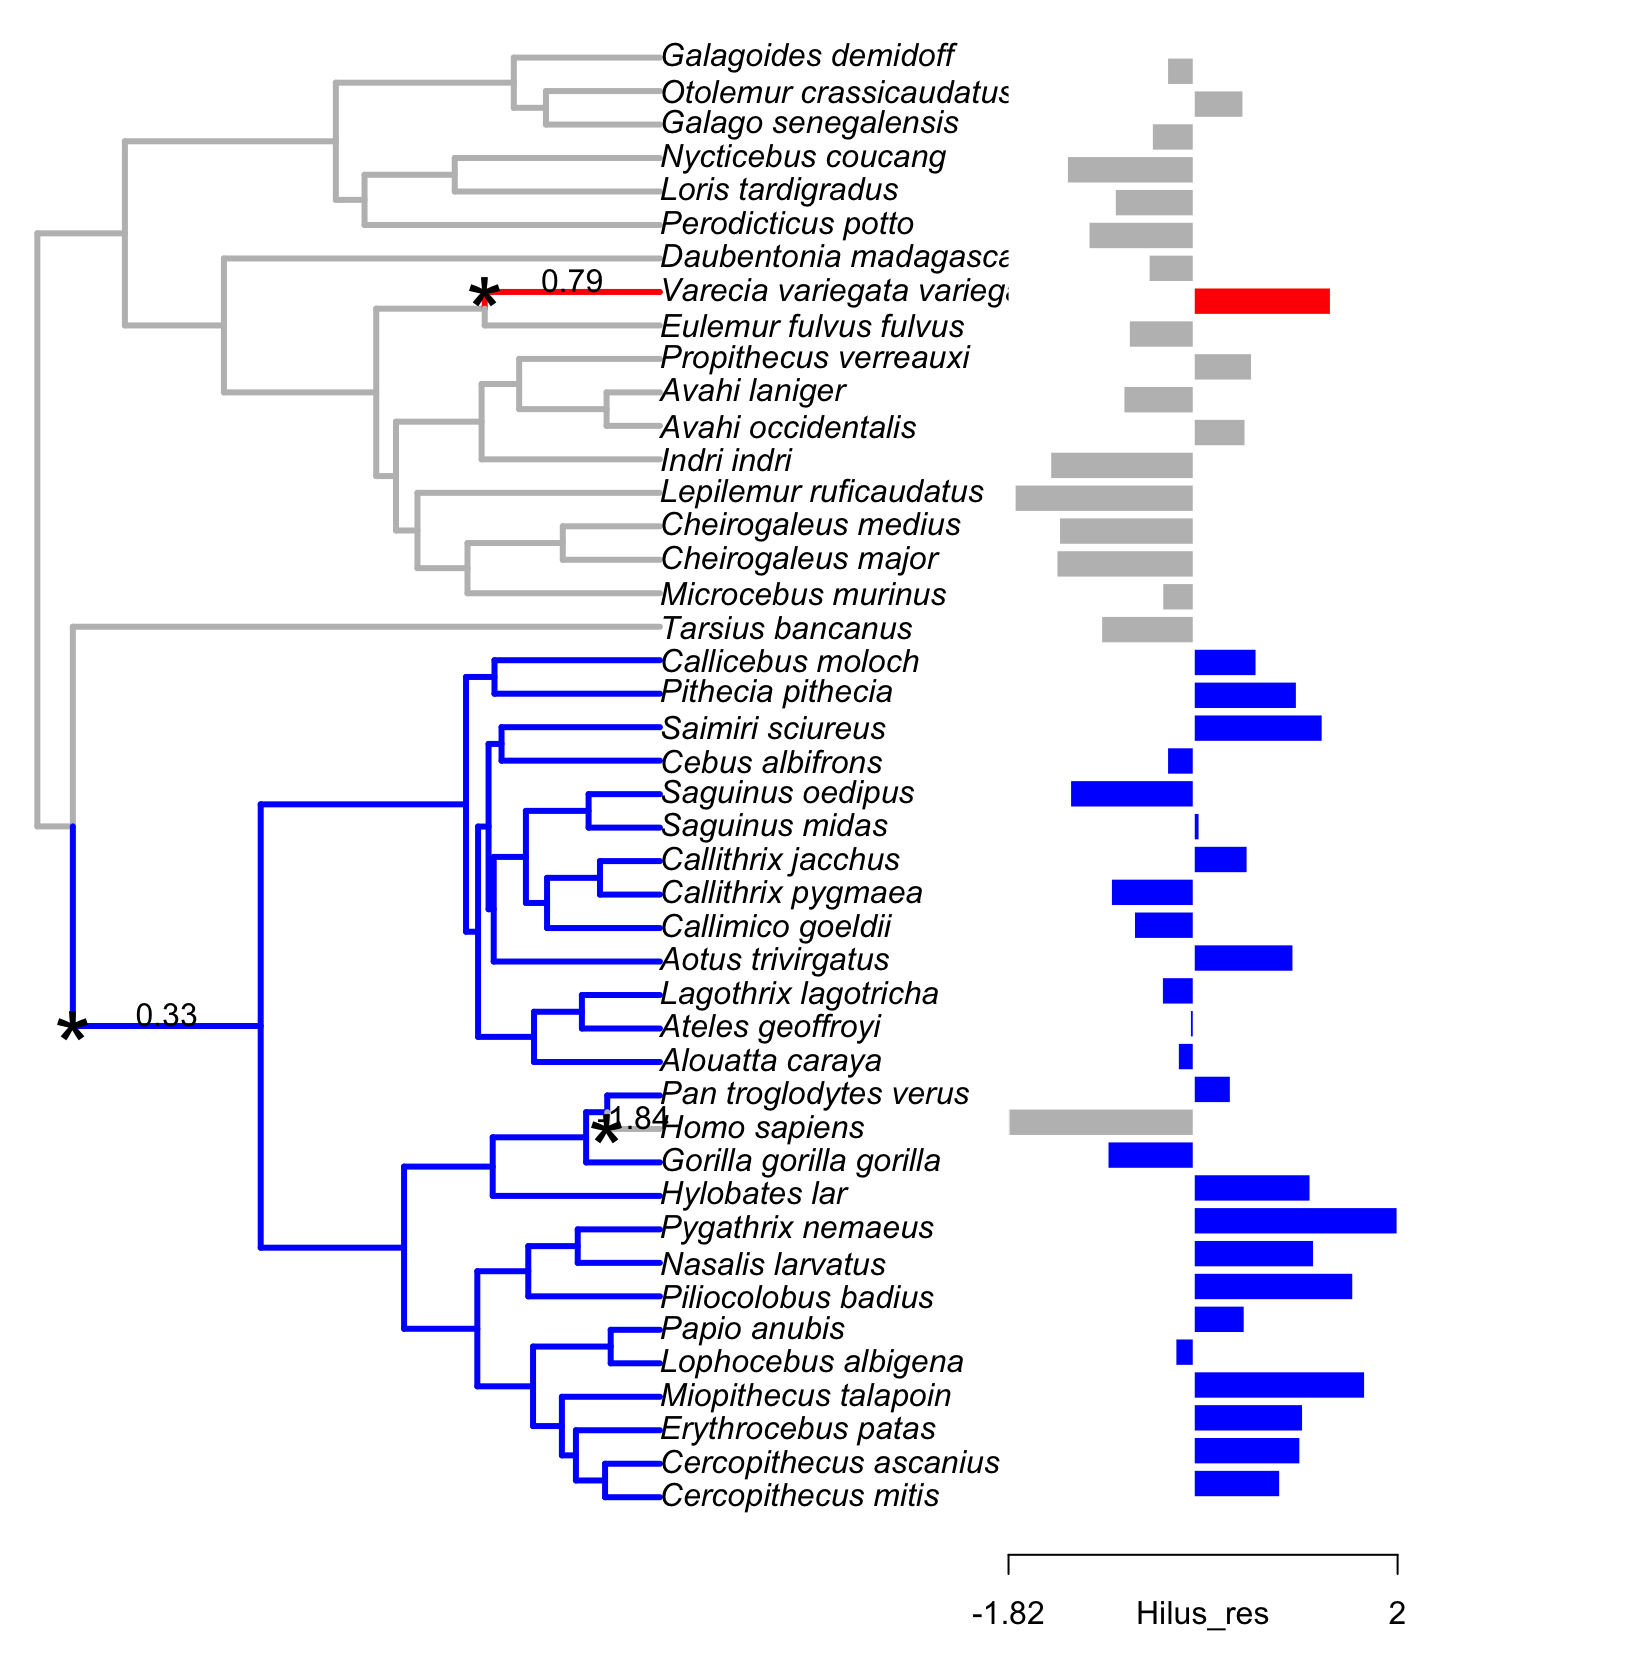 Galagoides demidoff
Otolemur crassicaudatus
Galago senegalensis
Nycticebus coucang
Loris tardigradus
Perodicticus potto
Daubentonia madagasca
0.79
Varecia variegata variega
Eulemur fulvus fulvus
Propithecus verreauxi
Avahi laniger
Avahi occidentalis
Indri indri
Lepilemur ruficaudatus
Cheirogaleus medius
Cheirogaleus major
Microcebus murinus
Tarsius bancanus
Callicebus moloch
Pithecia pithecia
Saimiri sciureus
Cebus albifrons
Saguinus oedipus
Saguinus midas
Callithrix jacchus
Callithrix pygmaea
Callimico goeldii
Aotus trivirgatus
Lagothrix lagotricha
0.33
Ateles geoffroyi
Alouatta caraya
Pan troglodytes verus
-1.84
Homo sapiens
Gorilla gorilla gorilla
Hylobates lar
Pygathrix nemaeus
Nasalis larvatus
Piliocolobus badius
Papio anubis
Lophocebus albigena
Miopithecus talapoin
Erythrocebus patas
Cercopithecus ascanius
Cercopithecus mitis
-1.82 Hilus_res 2